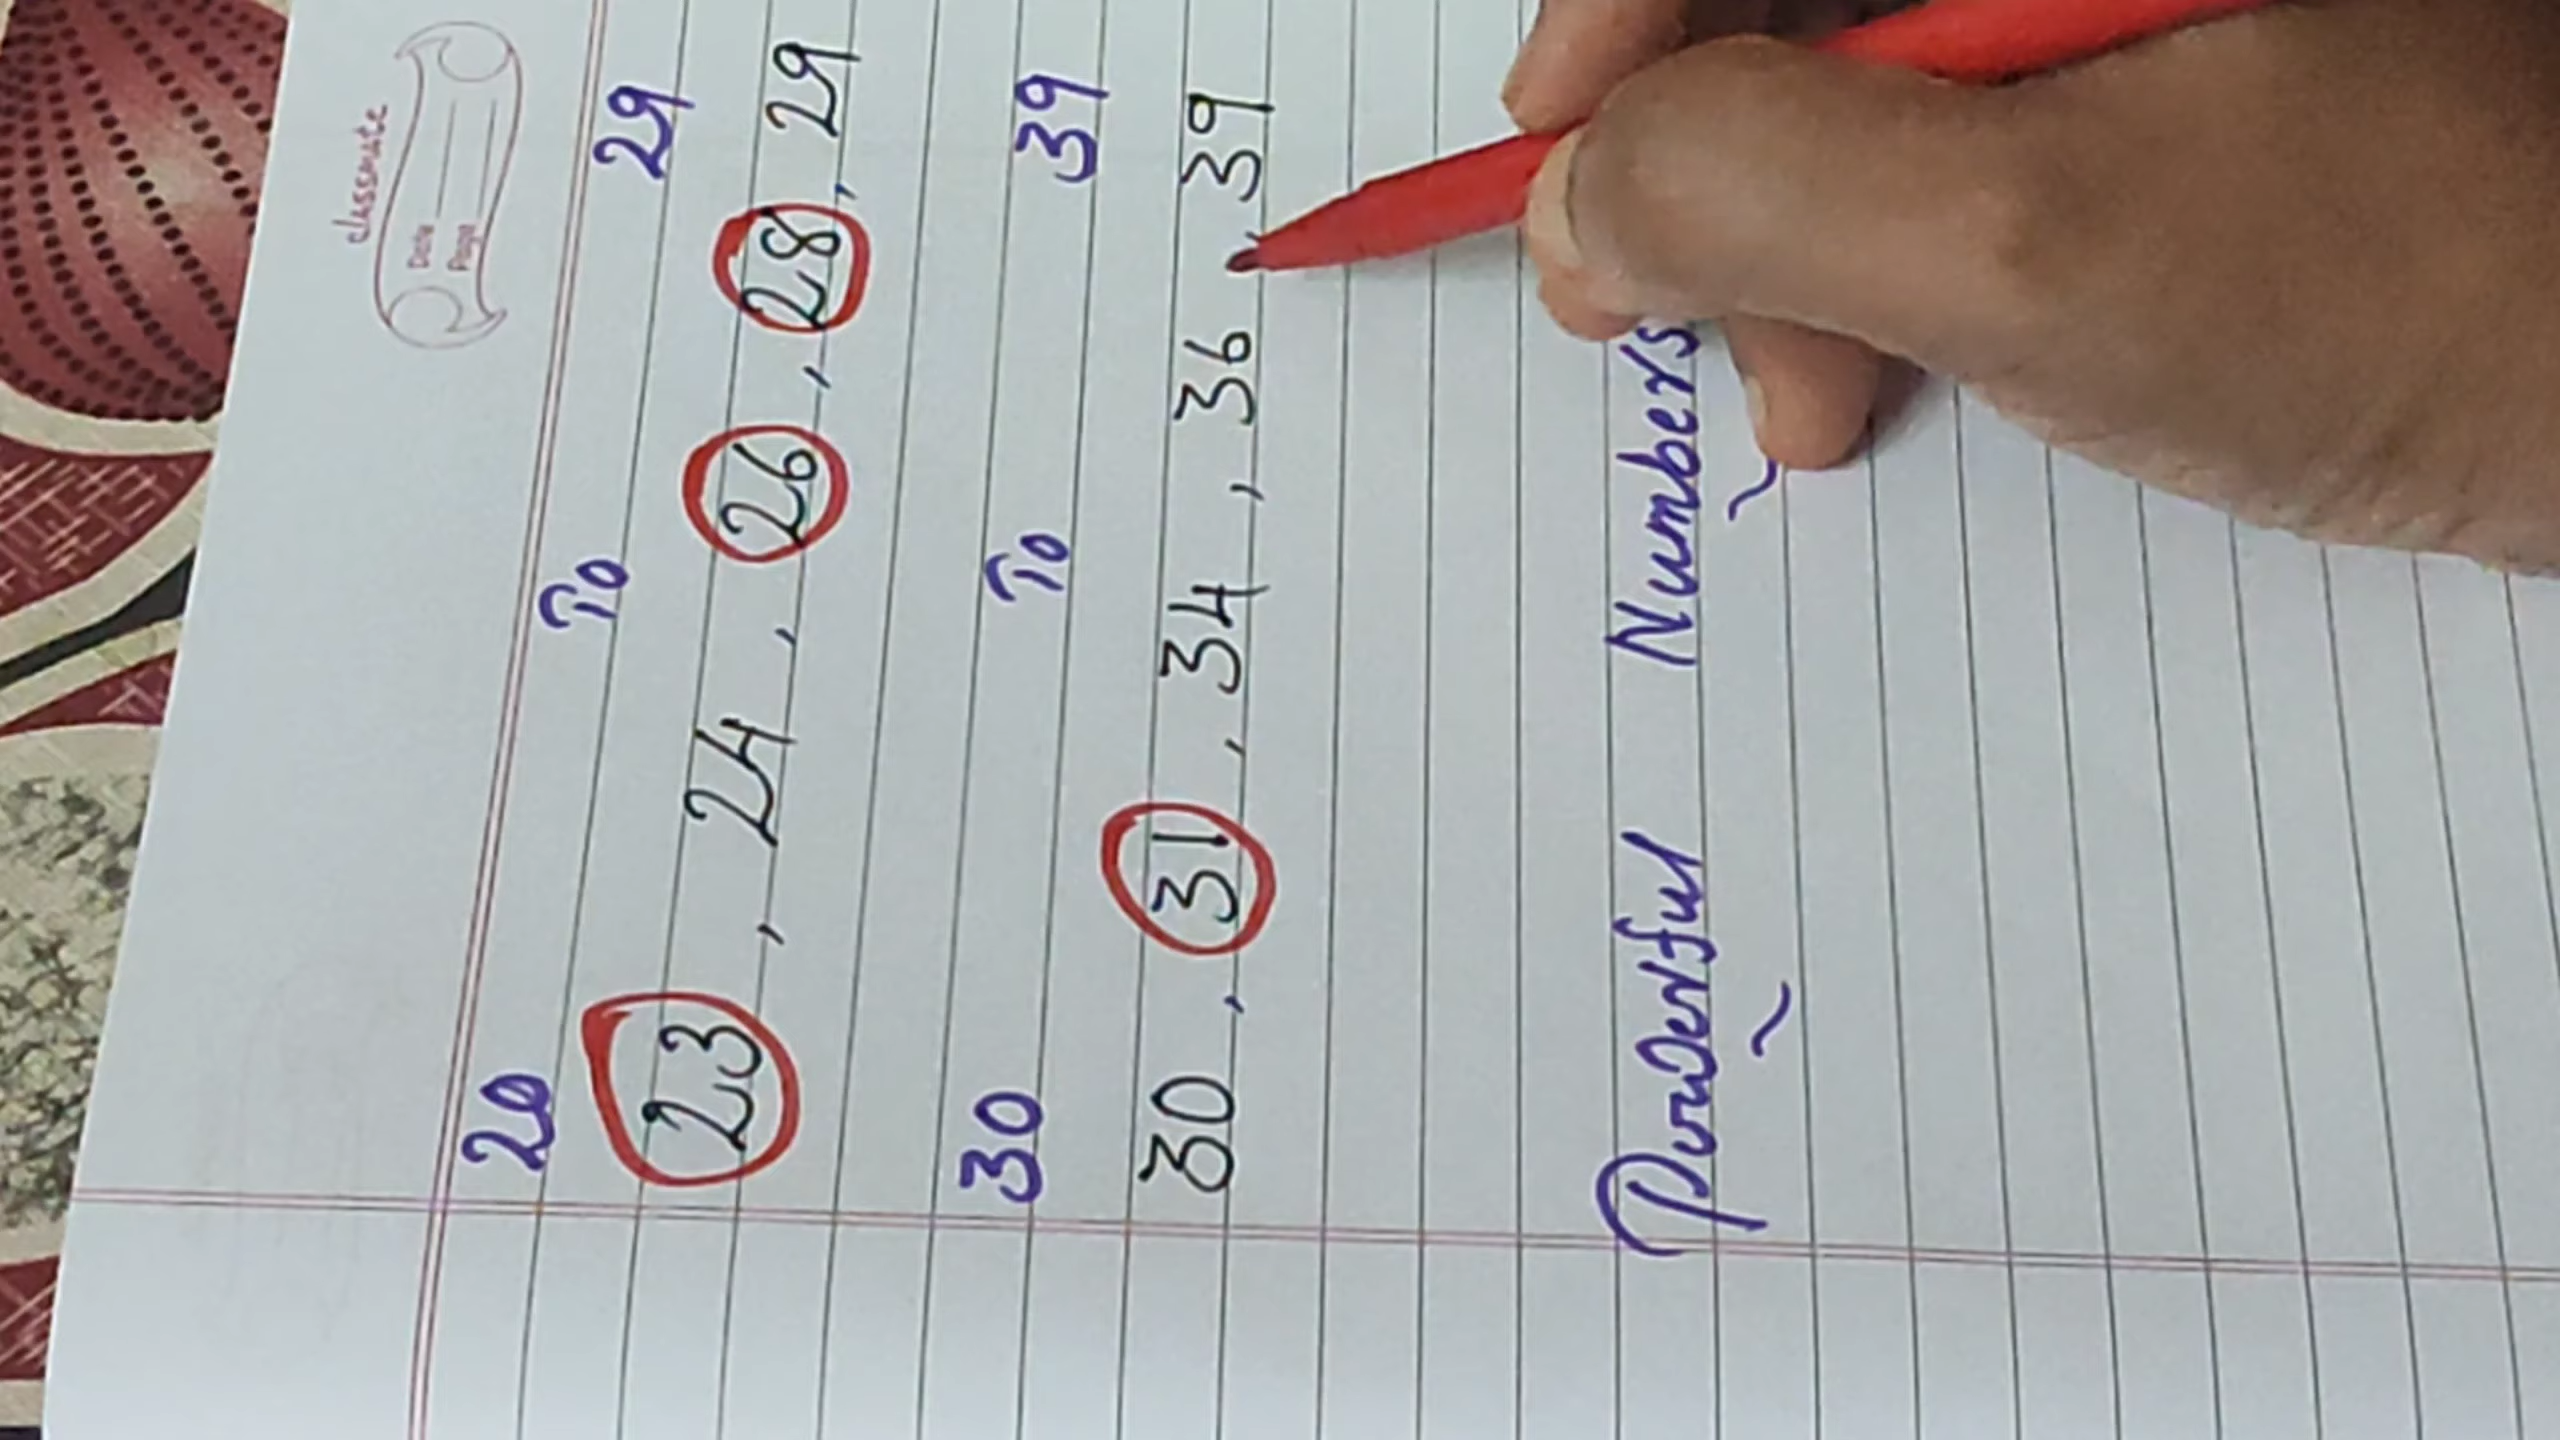 classmate
Date
Page
20 To 29
23, 24, 26, 28, 29
30 To 39
30, 31, 34, 36, 39
Powerful Numbers